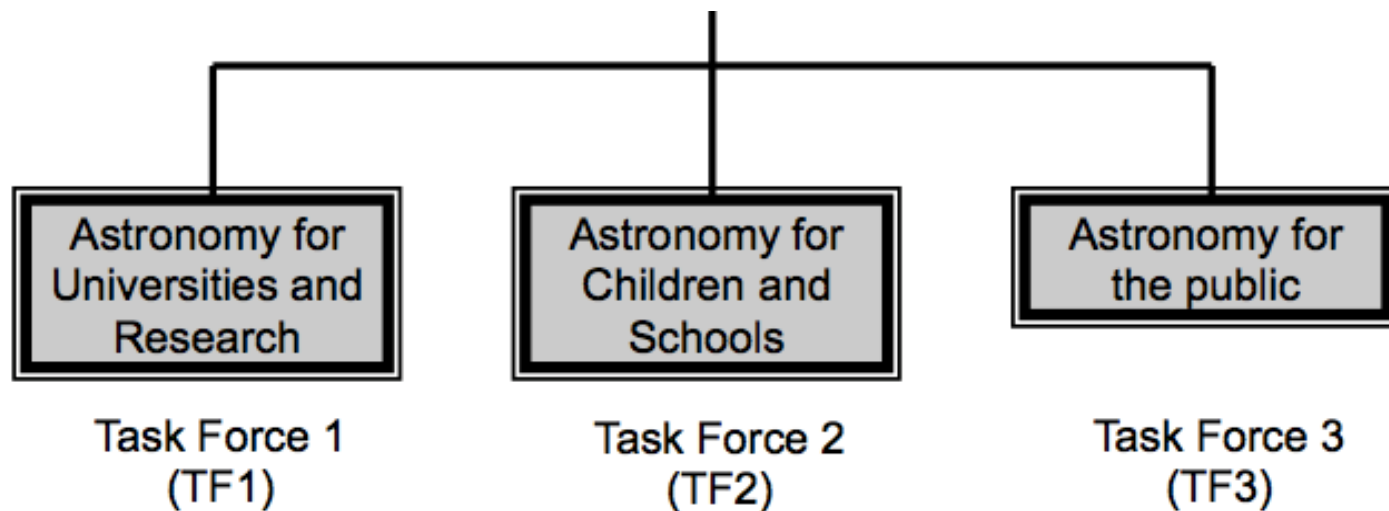 Astronomy for
Universities and
Research
Task Force 1
(TF1)
Astronomy for
Children and
Schools
Task Force 2
(TF2)
Astronomy for
the public
Task Force 3
(TF3)